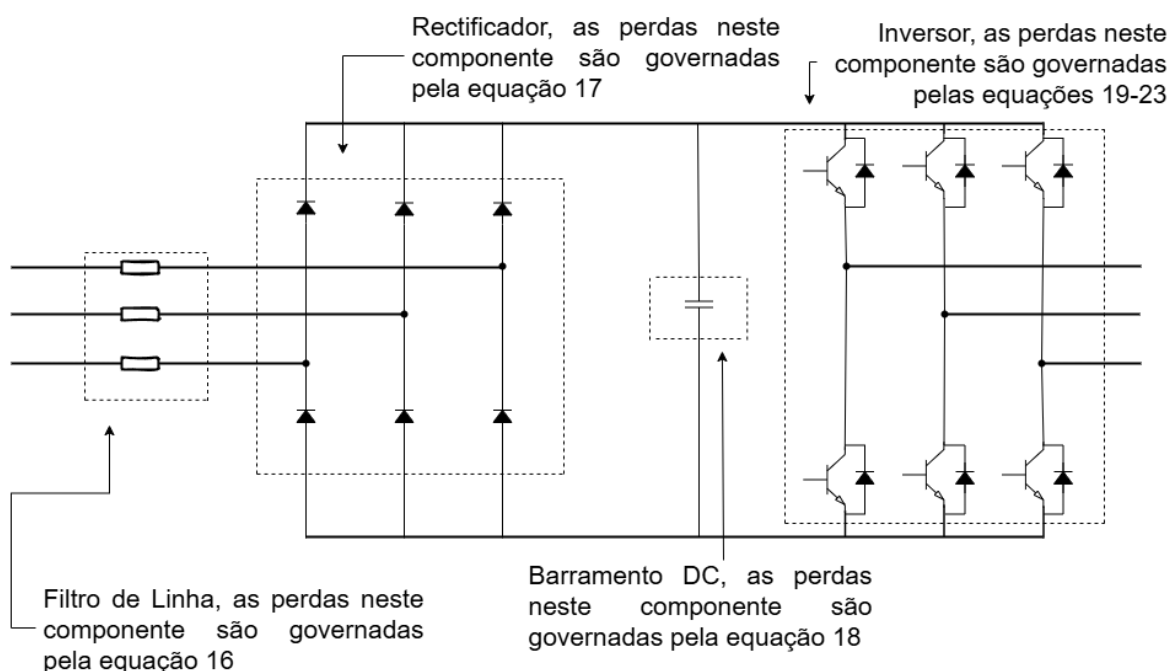 Rectificador, as perdas neste
componente são governadas
pela equação 17
Inversor, as perdas neste
componente são governadas
pelas equações 19-23
Filtro de Linha, as perdas neste
componente são governadas
pela equação 16
Barramento DC, as perdas
neste componente são
governadas pela equação 18